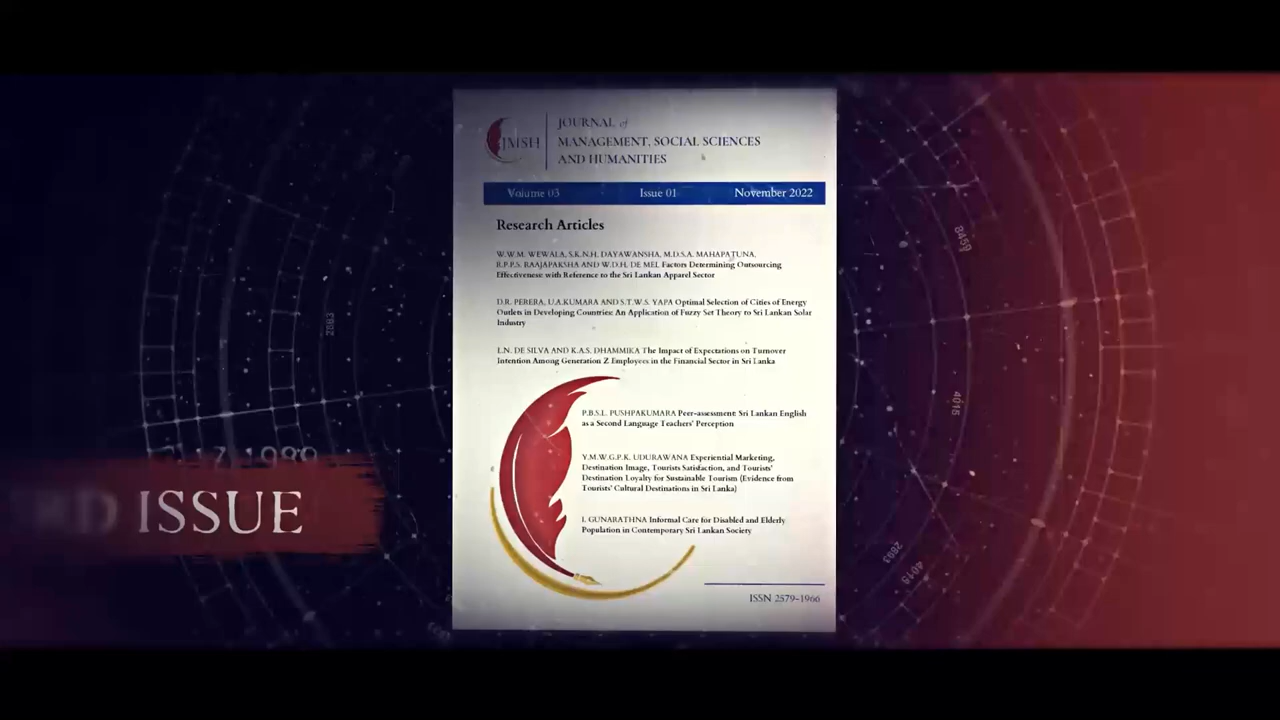 JMSH
JOURNAL of
MANAGEMENT, SOCIAL SCIENCES
AND HUMANITIES
Volume 03 Issue 01 November 2022
Research Articles
W.W.M. WEWALA, S.K.N.H. DAYAWANSHA, M.D.S.A. MAHAPATUNA,
R.P.P.S. RAAJAPAKSHA AND W.D.H. DE MEL Factors Determining Outsourcing
Effectiveness with Reference to the Sri Lankan Apparel Sector
D.R. PERERA, U.A.KUMARA AND S.T.W.S. YAPA Optimal Selection of Cities of Energy
Outlets in Developing Countries: An Application of Fuzzy Set Theory to Sri Lankan Solar
Industry
L.N. DE SILVA AND K.A.S. DHAMMIKA The Impact of Expectations on Turnover
Intention Among Generation Z Employees in the Financial Sector in Sri Lanka
P.B.S.L. PUSHPAKUMARA Peer-assessment: Sri Lankan English
as a Second Language Teachers' Perception
Y.M.W.G.P.K. UDURAWANA Experiential Marketing,
Destination Image, Tourists Satisfaction, and Tourists'
Destination Loyalty for Sustainable Tourism (Evidence from
Tourists' Cultural Destinations in Sri Lanka)
I. GUNARATHNA Informal Care for Disabled and Elderly
Population in Contemporary Sri Lankan Society
ISSN 2579-1966
ISSUE
2593
8459
4015
2593
4015